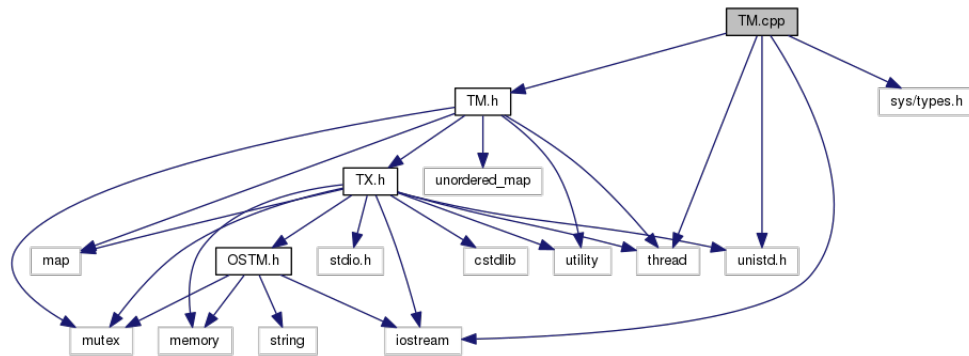 TM.cpp
TM.h
sys/types.h
TX.h
unordered_map
map
OSTM.h
stdio.h
cstdlib
utility
thread
unistd.h
mutex
memory
string
iostream